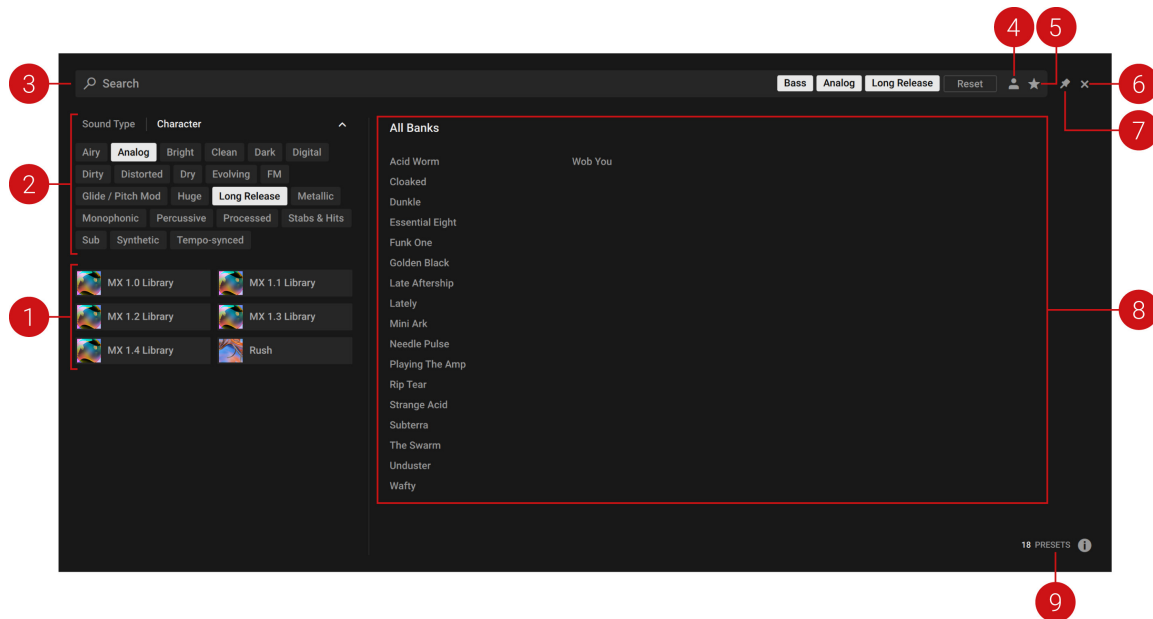 4 5
3 Search Bass Analog Long Release Reset 6
7
Sound Type Character
Airy Analog Bright Clean Dark Digital
2
Dirty Distorted Dry Evolving FM
Glide / Pitch Mod Huge Long Release Metallic
Monophonic Percussive Processed Stabs & Hits
Sub Synthetic Tempo-synced
1
MX 1.0 Library MX 1.1 Library
MX 1.2 Library MX 1.3 Library
MX 1.4 Library Rush
All Banks
Acid Worm Wob You
Cloaked
Dunkle
Essential Eight
Funk One
Golden Black
Late Aftership
Lately
Mini Ark
Needle Pulse
Playing The Amp
Rip Tear
Strange Acid
Subterra
The Swarm
Unduster
Wafty
8
18 PRESETS i
9